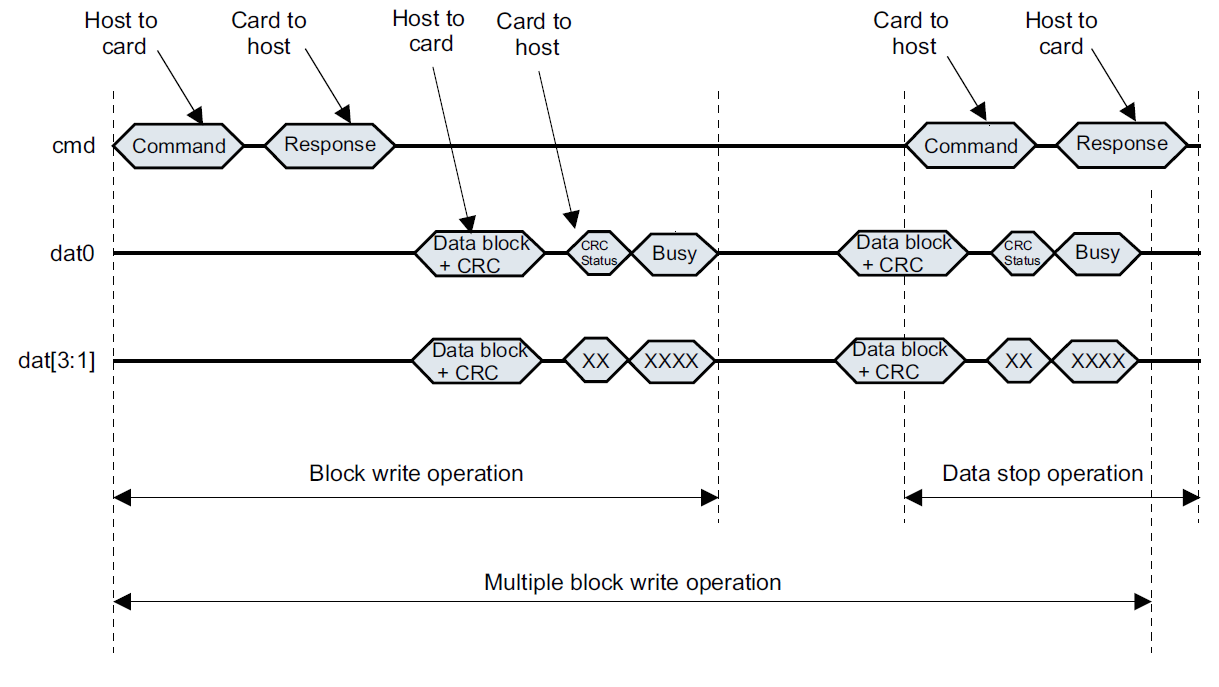 Host to
card
Card to
host
Host to
card
Card to
host
Card to
host
Host to
card
cmd
Command
Response
Command
Response
dat0
Data block
+ CRC
CRC
Status
Busy
Data block
+ CRC
CRC
Status
Busy
dat[3:1]
Data block
+ CRC
XX
XXXX
Data block
+ CRC
XX
XXXX
Block write operation
Data stop operation
Multiple block write operation